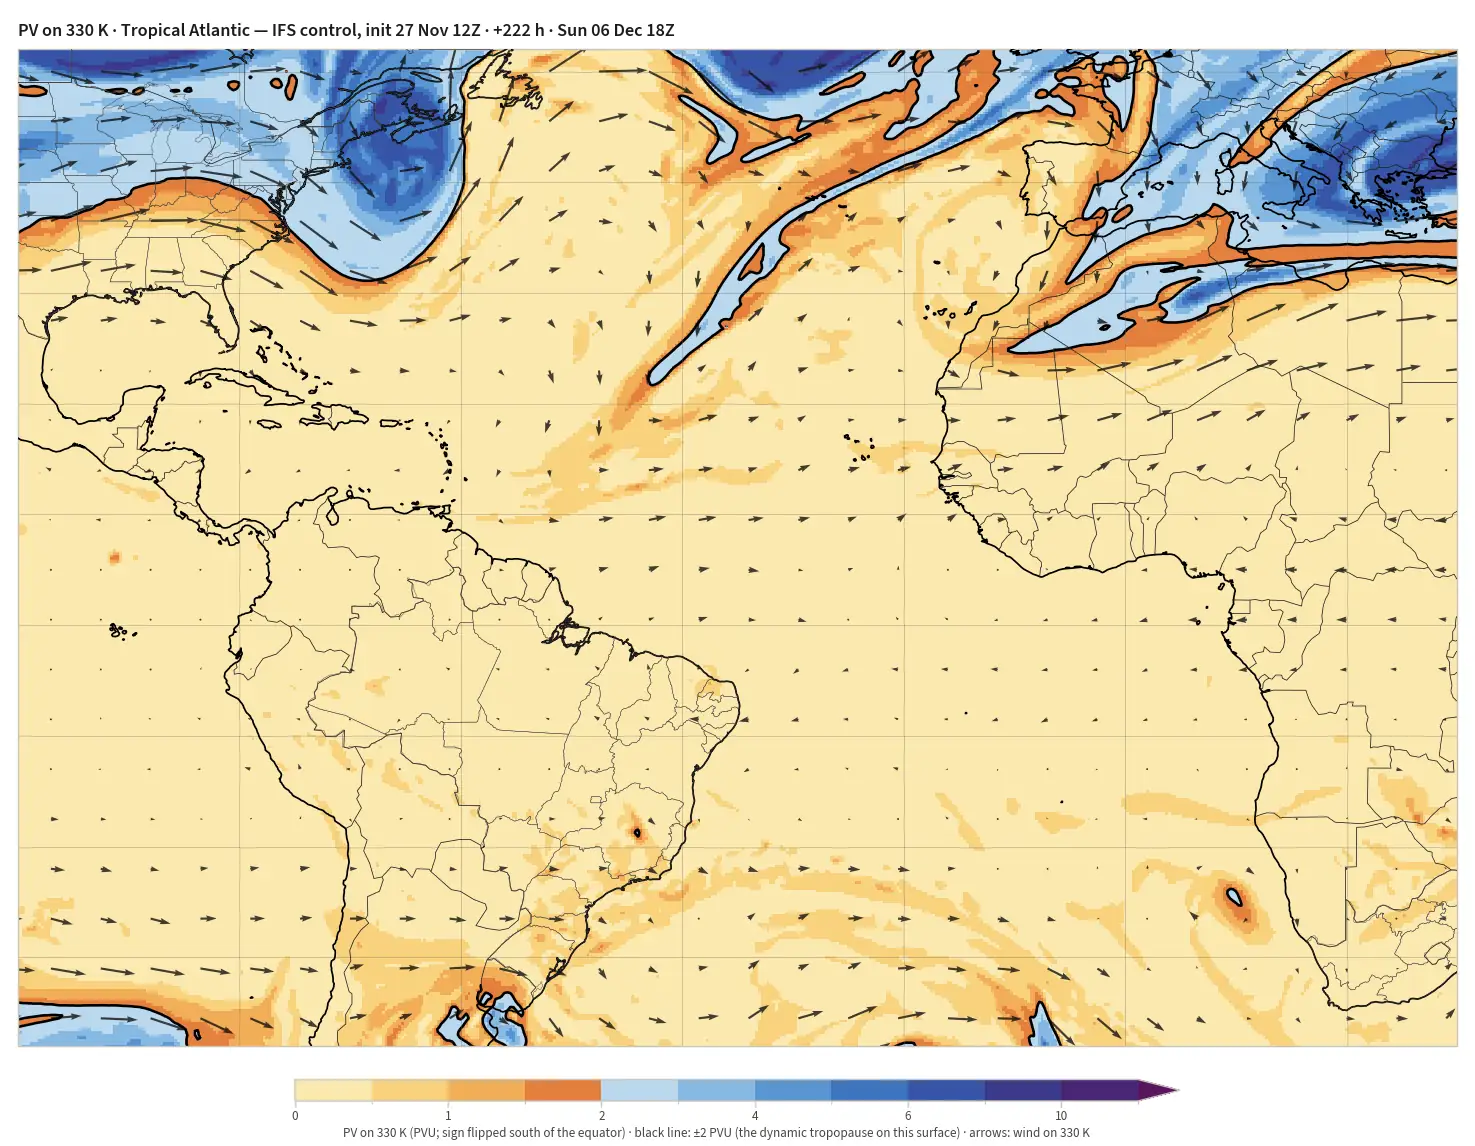 PV on 330 K · Tropical Atlantic — IFS control, init 27 Nov 12Z · +222 h · Sun 06 Dec 18Z
0 1 2 4 6 10
PV on 330 K (PVU; sign flipped south of the equator) · black line: ±2 PVU (the dynamic tropopause on this surface) · arrows: wind on 330 K